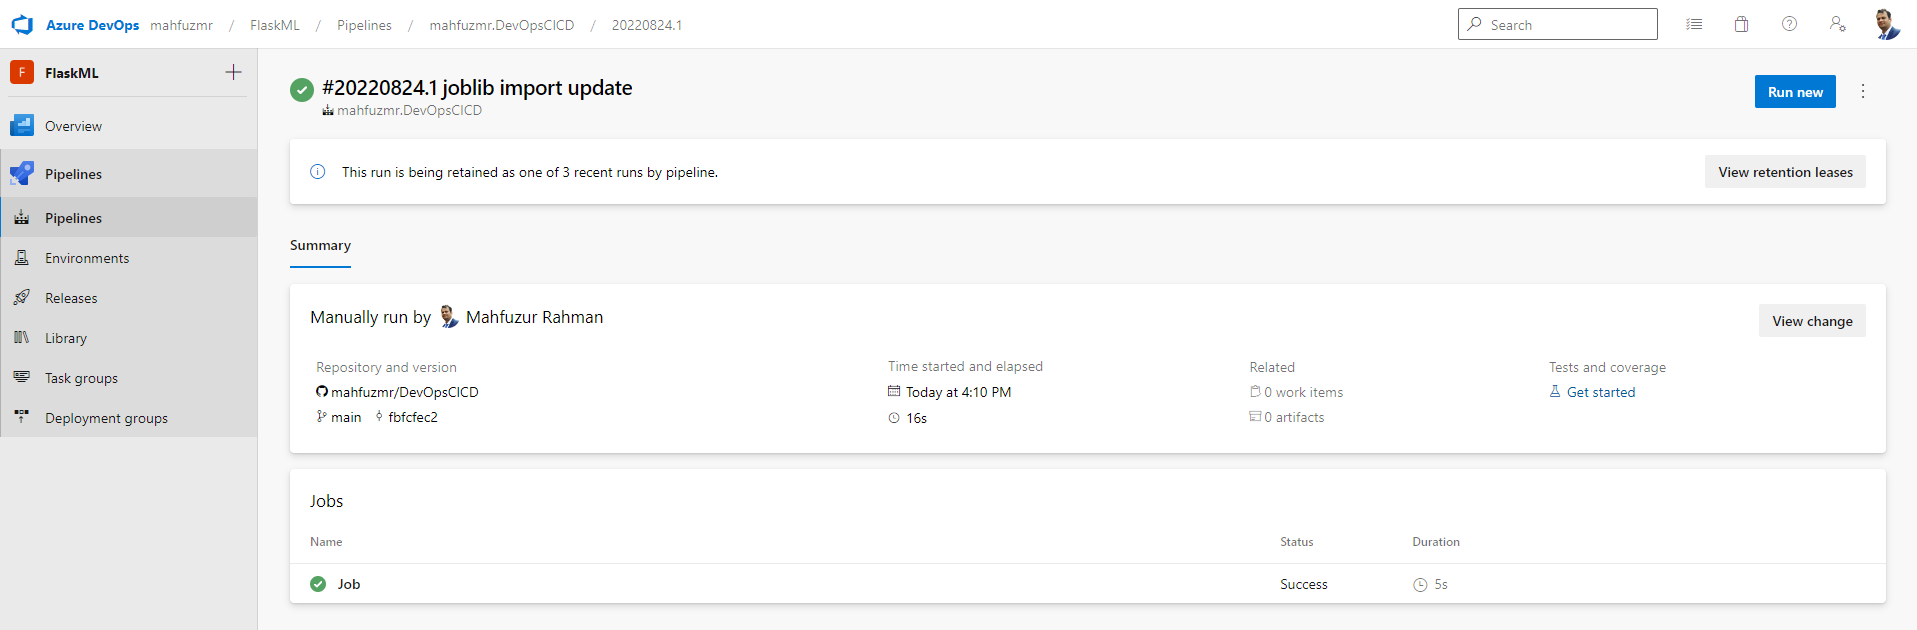 Azure DevOps mahfuzmr / FlaskML / Pipelines / mahfuzmr.DevOpsCICD / 20220824.1 Search
F FlaskML
Overview
Pipelines
Pipelines
Environments
Releases
Library
Task groups
Deployment groups
#20220824.1 joblib import update
mahfuzmr.DevOpsCICD
Run new
This run is being retained as one of 3 recent runs by pipeline.
View retention leases
Summary
Manually run by Mahfuzur Rahman
View change
Repository and version
mahfuzmr/DevOpsCICD
main fbfcfec2
Time started and elapsed
Today at 4:10 PM
16s
Related
0 work items
0 artifacts
Tests and coverage
Get started
Jobs
Name Status Duration
Job Success 5s